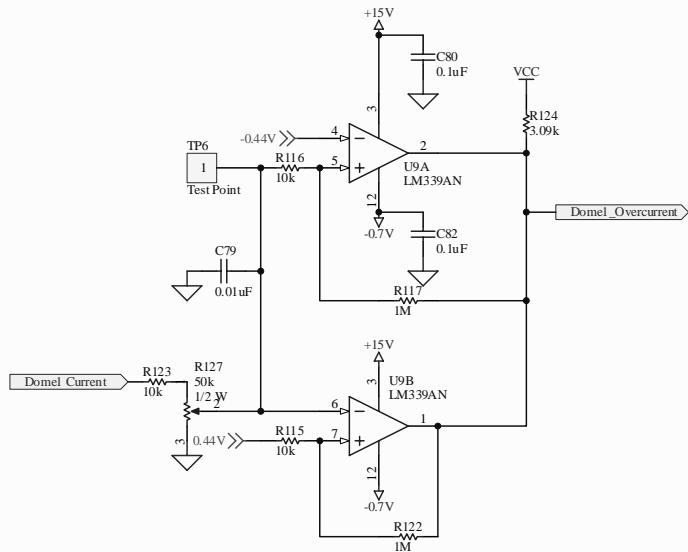 +15V
C80
0.1uF
VCC
3
R124
3.09k
-0.44V
4
2
TP6
1
Test Point
R116
10k
5
U9A
LM339AN
12
-0.7V
C82
0.1uF
Domel_Overcurrent
C79
0.01uF
R117
1M
+15V
3
U9B
LM339AN
Domel Current
R123
10k
R127
50k
1/2 W
2
6
1
3
0.44V
R115
10k
7
12
-0.7V
R122
1M